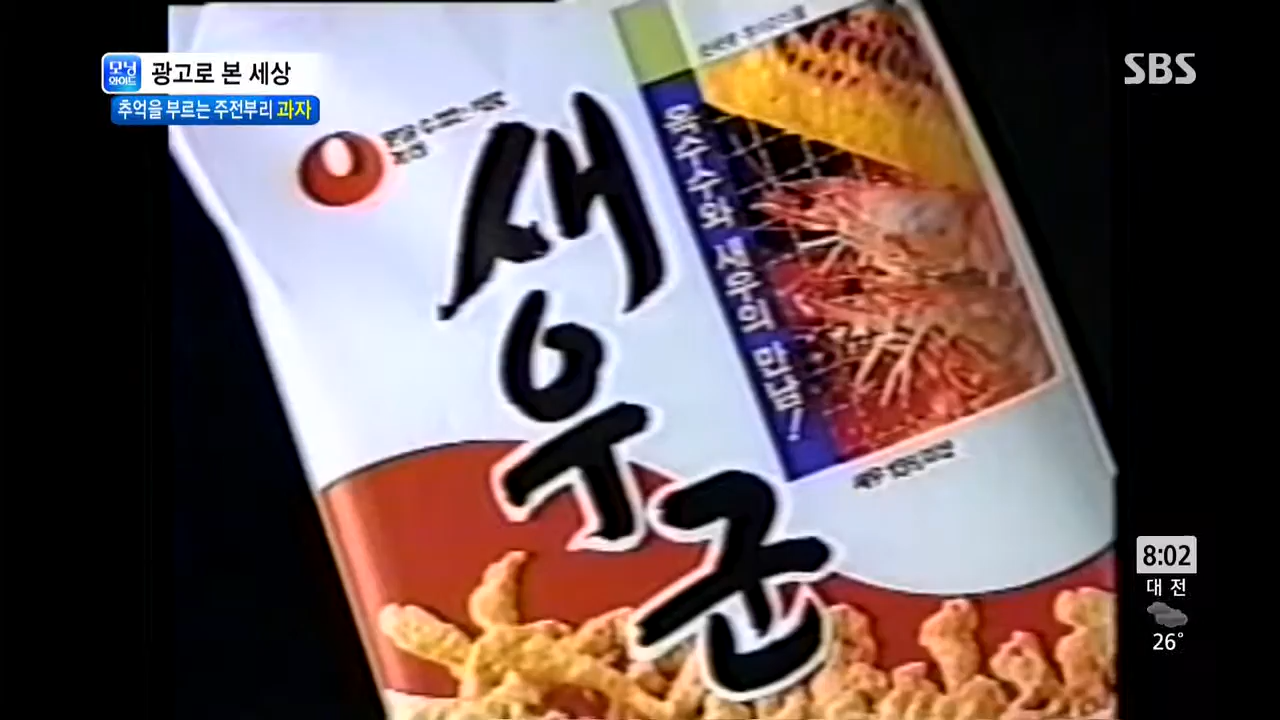 모닝
와이드
광고로 본 세상
추억을 부르는 주전부리 과자
SBS
새우군
옥수수와 새우의 만남!
8:02
대 전
26°